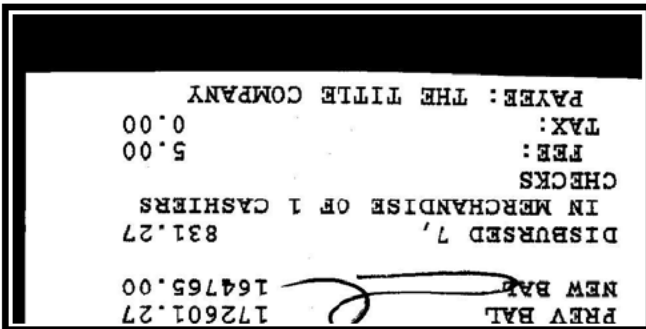 PREV BAL 172601.27
NEW BAL 164765.00
DISBURSED 7, 831.27
IN MERCHANDISE OF 1 CASHIERS
CHECKS
FEE: 5.00
TAX: 0.00
PAYEE: THE TITLE COMPANY